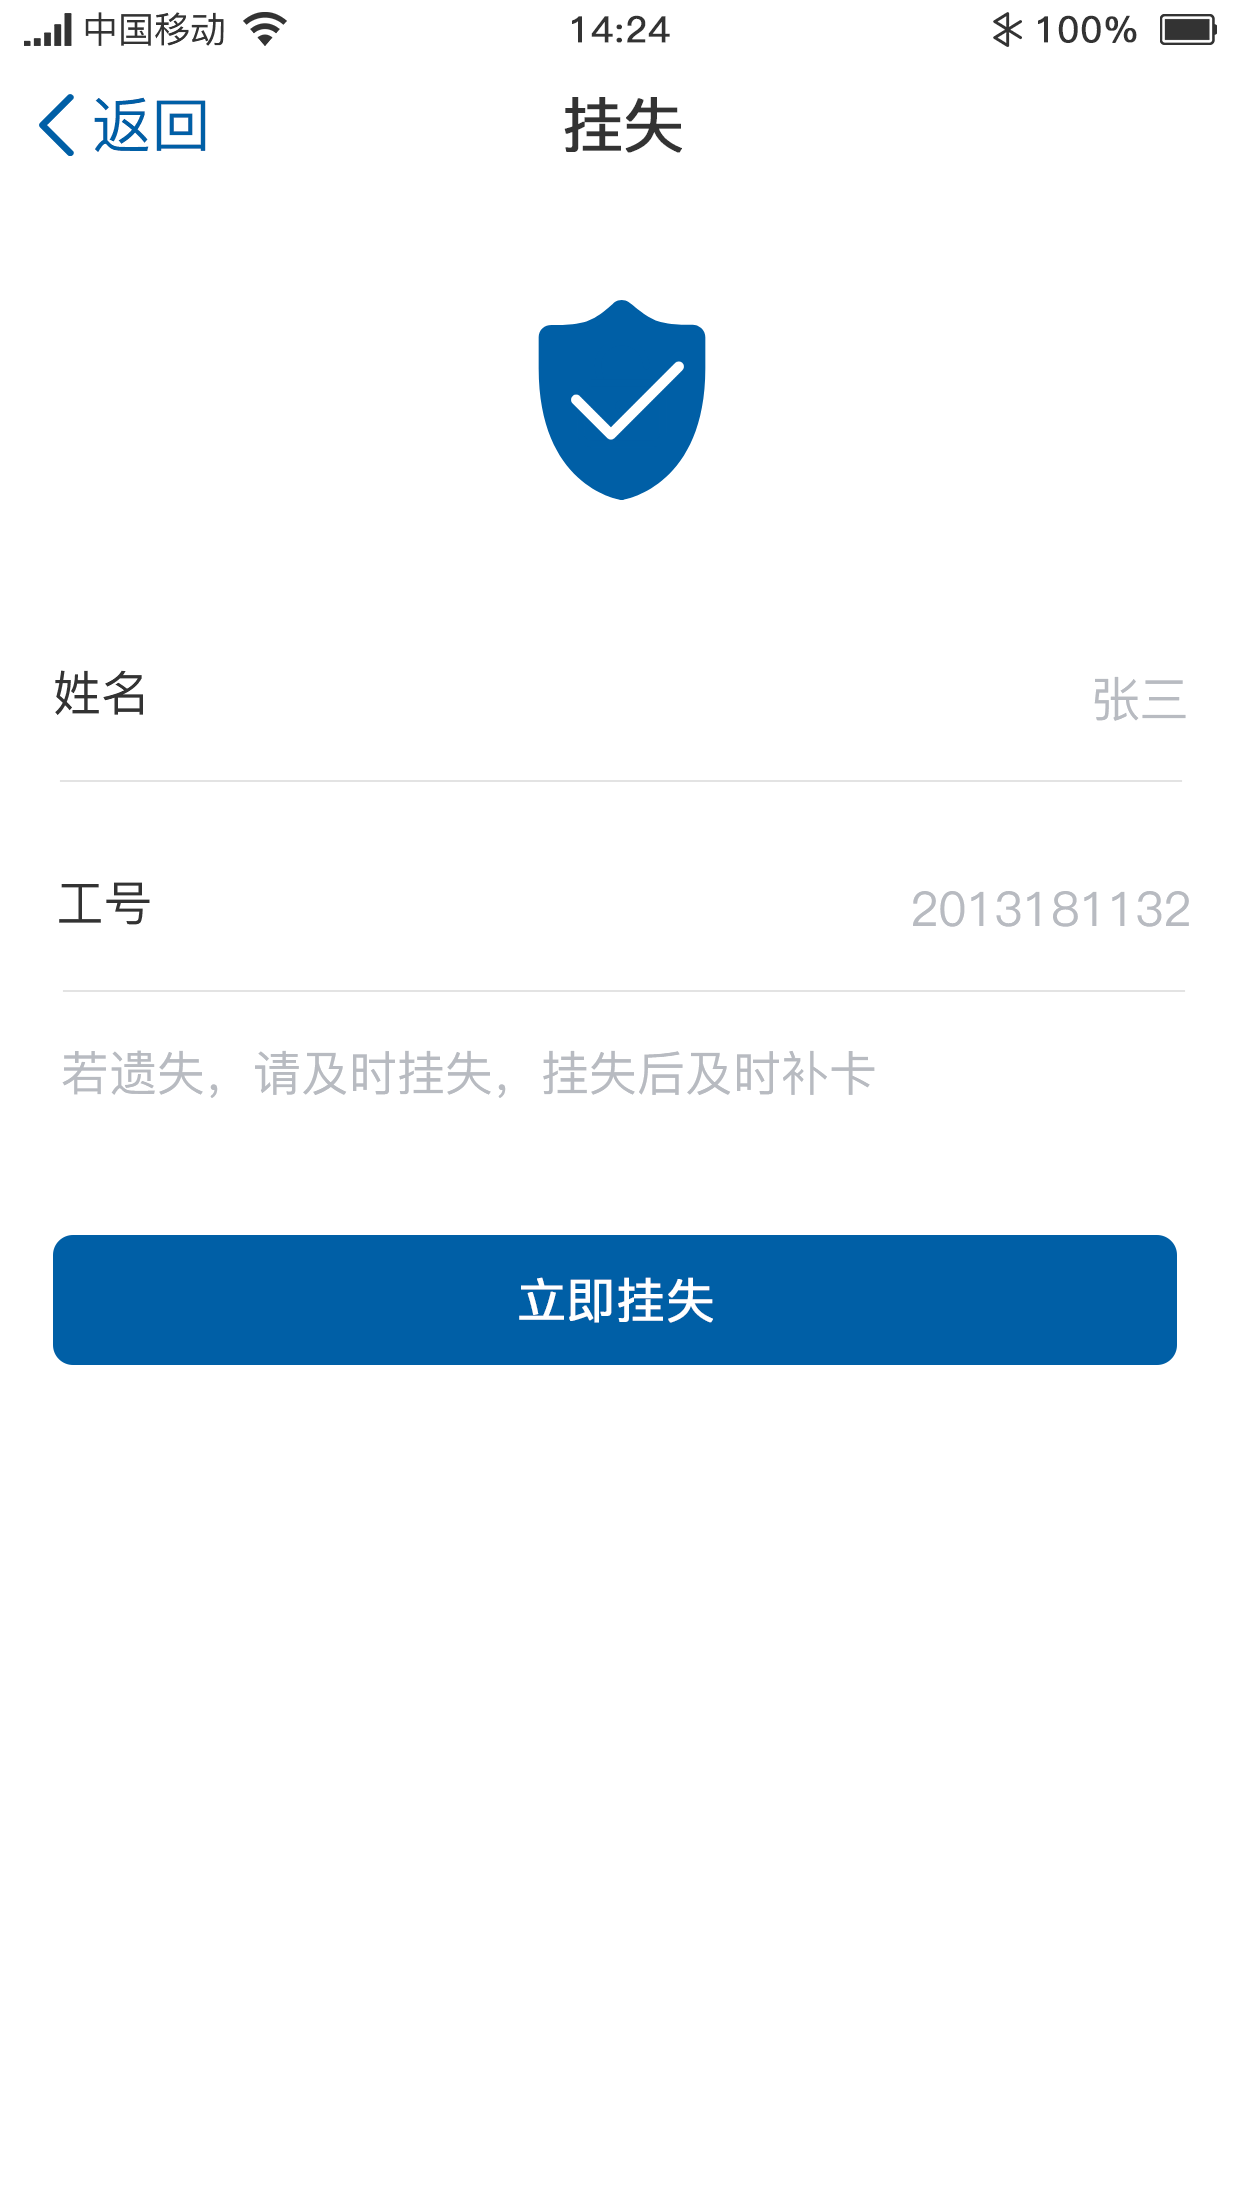 中国移动 14:24 100%
返回 挂失
姓名 张三
工号 2013181132
若遗失，请及时挂失，挂失后及时补卡
立即挂失